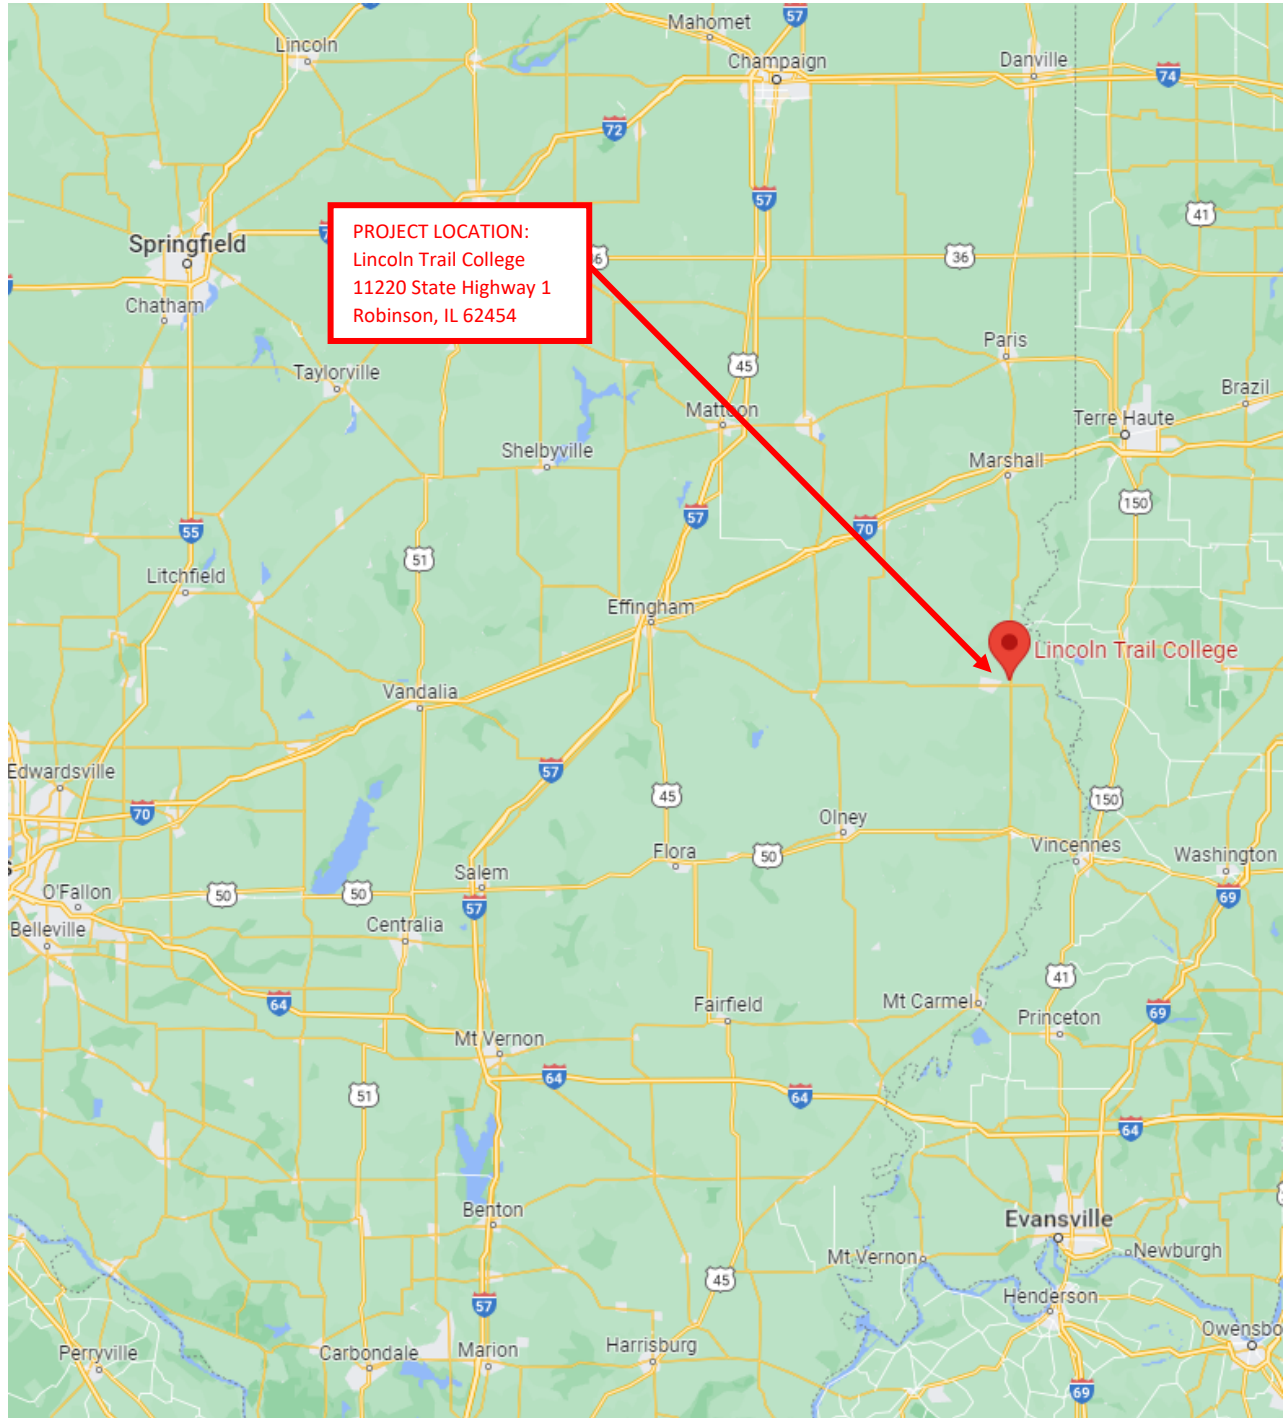 57
Mahomet
Lincoln
Champaign
Danville
74
72
57
41
Springfield
PROJECT LOCATION:
Lincoln Trail College
11220 State Highway 1
Robinson, IL 62454
36
Chatham
Paris
45
Taylorville
Brazil
Mattoon
Terre Haute
Shelbyville
Marshall
150
57
70
55
51
Litchfield
Effingham
Lincoln Trail College
Vandalia
57
Edwardsville
45
150
70
Olney
Vincennes
Flora
50
Washington
Salem
50
50
O'Fallon
69
57
Centralia
Belleville
41
64
Fairfield
Mt Carmel
69
Princeton
Mt Vernon
64
51
64
64
Benton
Evansville
Mt Vernon
Newburgh
45
Henderson
57
Owensbo
Perryville
Carbondale
Marion
Harrisburg
69